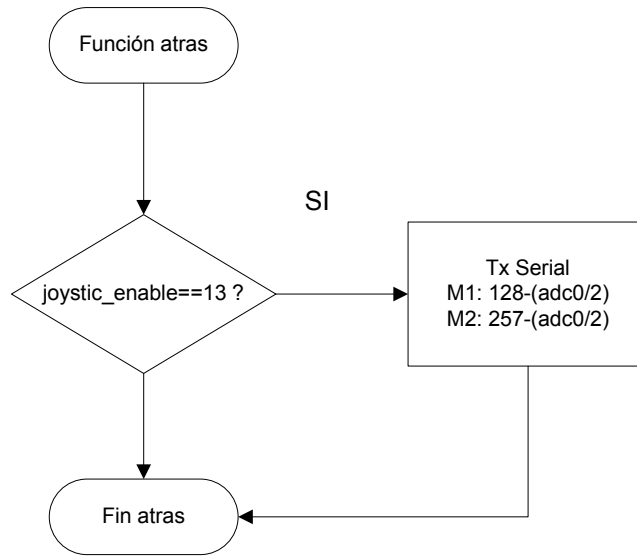 Función atras
SI
joystic_enable==13 ?
Tx Serial
M1: 128-(adc0/2)
M2: 257-(adc0/2)
Fin atras